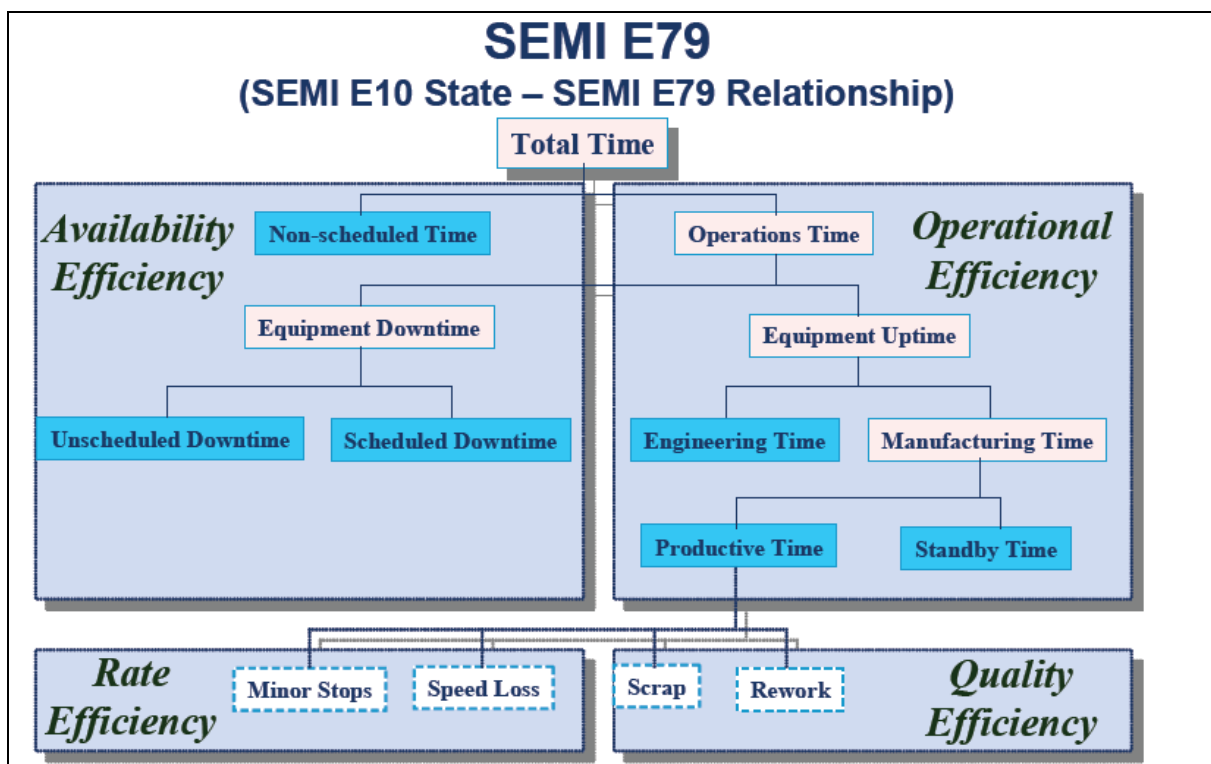 SEMI E79
(SEMI E10 State – SEMI E79 Relationship)
Total Time
Availability
Efficiency
Non-scheduled Time
Operations Time
Operational
Efficiency
Equipment Downtime
Equipment Uptime
Unscheduled Downtime
Scheduled Downtime
Engineering Time
Manufacturing Time
Productive Time
Standby Time
Rate
Efficiency
Minor Stops
Speed Loss
Scrap
Rework
Quality
Efficiency